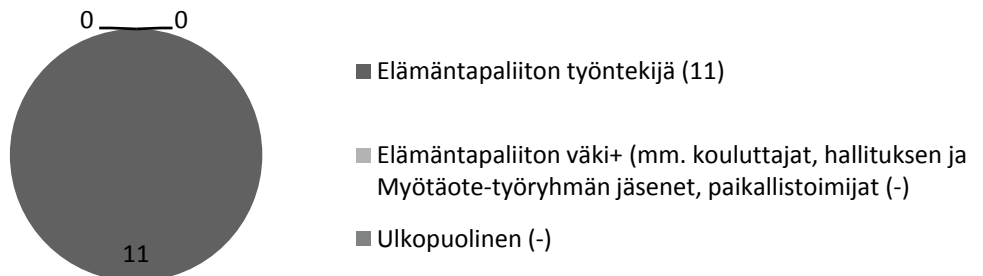 0 0
Elämäntapaliiton työntekijä (11)
Elämäntapaliiton väki+ (mm. kouluttajat, hallituksen ja
Myötäote-työryhmän jäsenet, paikallistoimijat (-)
Ulkopuolinen (-)
11